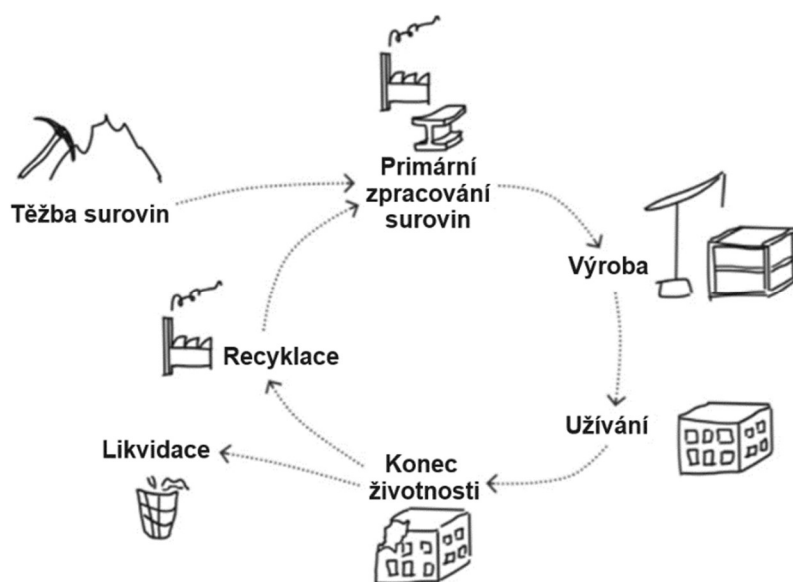 Primární
zpracování
surovin
Těžba surovin
Výroba
Recyklace
Užívání
Likvidace
Konec
životnosti